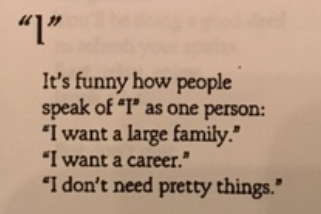 "I"
It's funny how people
speak of "I" as one person:
"I want a large family."
"I want a career."
"I don't need pretty things."